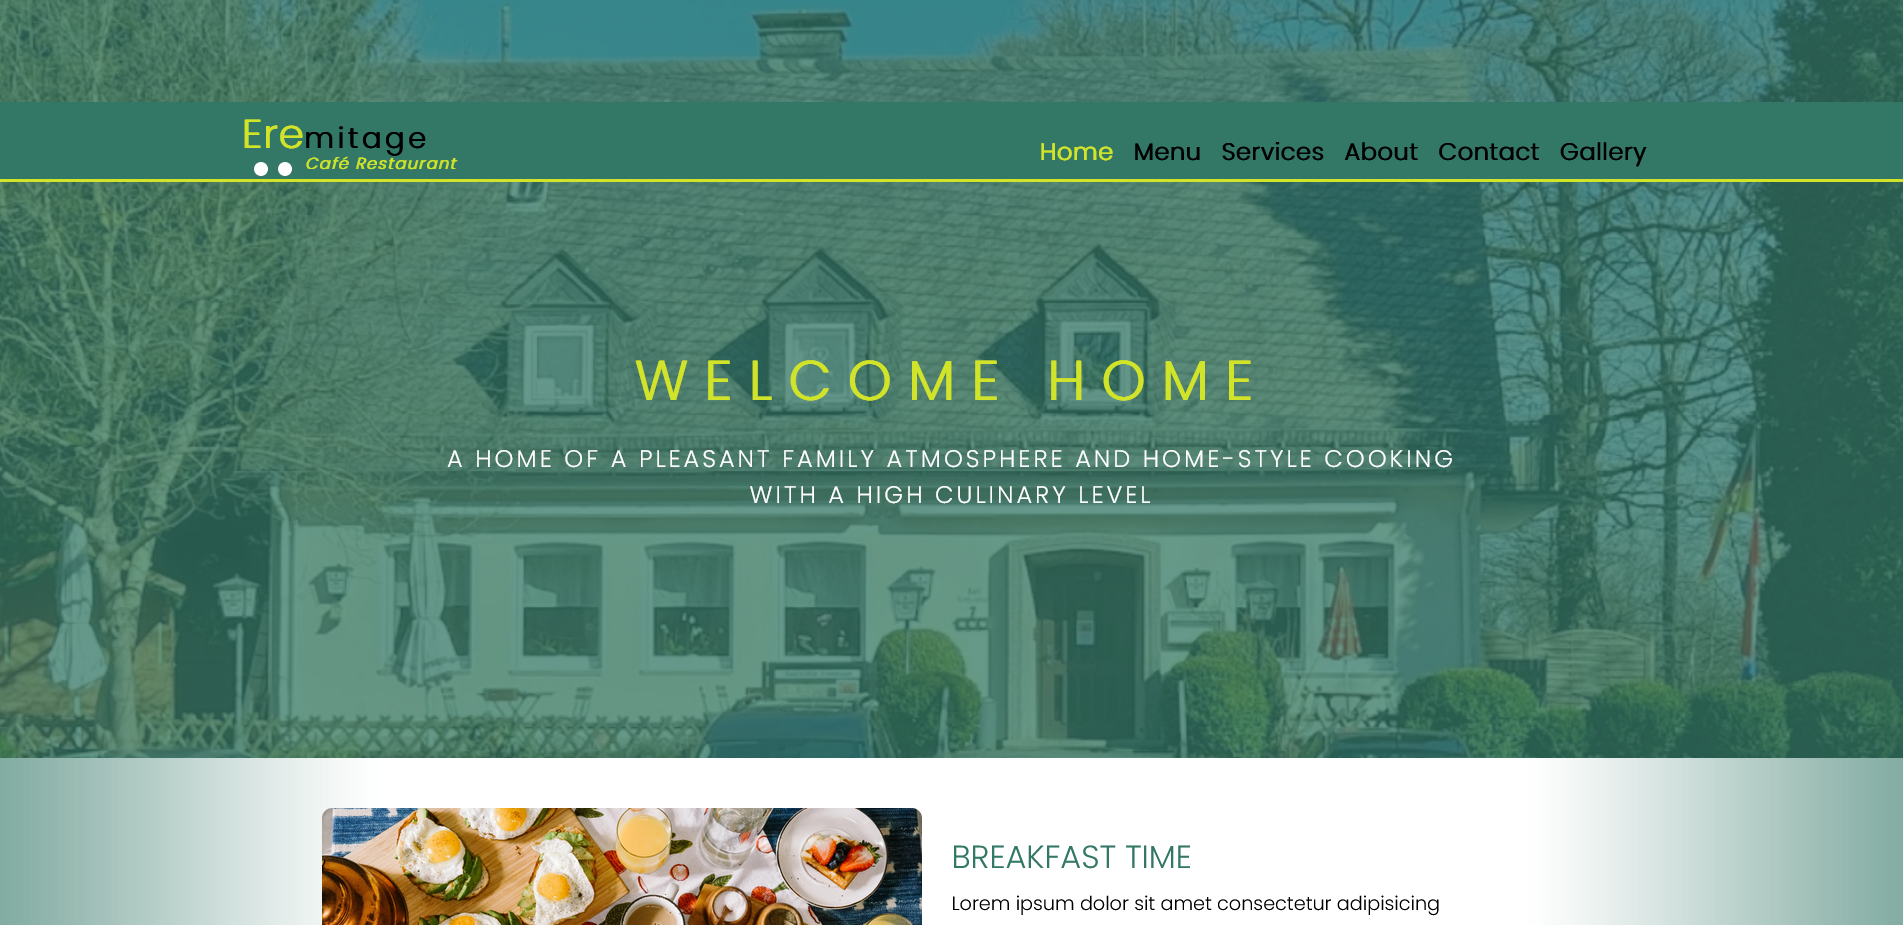 Eremitage
Café Restaurant
Home Menu Services About Contact Gallery
WELCOME HOME
A HOME OF A PLEASANT FAMILY ATMOSPHERE AND HOME-STYLE COOKING
WITH A HIGH CULINARY LEVEL
BREAKFAST TIME
Lorem ipsum dolor sit amet consectetur adipisicing